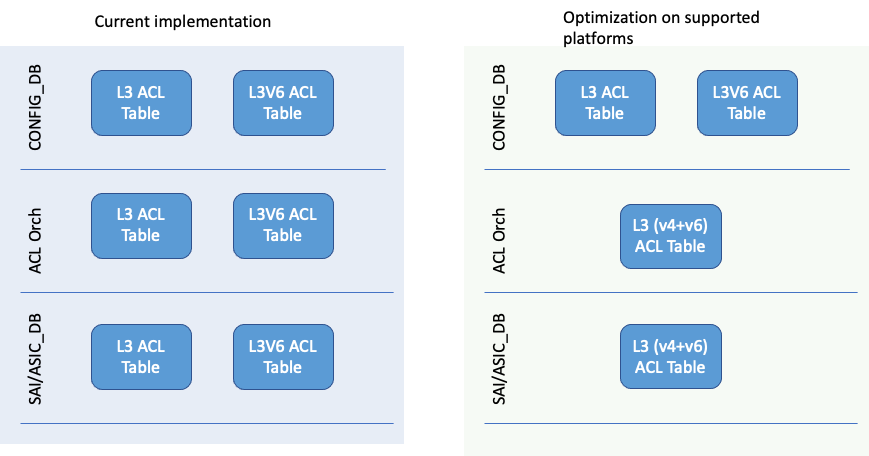 Current implementation
CONFIG_DB
L3 ACL
Table
L3V6 ACL
Table
ACL Orch
L3 ACL
Table
L3V6 ACL
Table
SAI/ASIC_DB
L3 ACL
Table
L3V6 ACL
Table
Optimization on supported
platforms
CONFIG_DB
L3 ACL
Table
L3V6 ACL
Table
ACL Orch
L3 (v4+v6)
ACL Table
SAI/ASIC_DB
L3 (v4+v6)
ACL Table